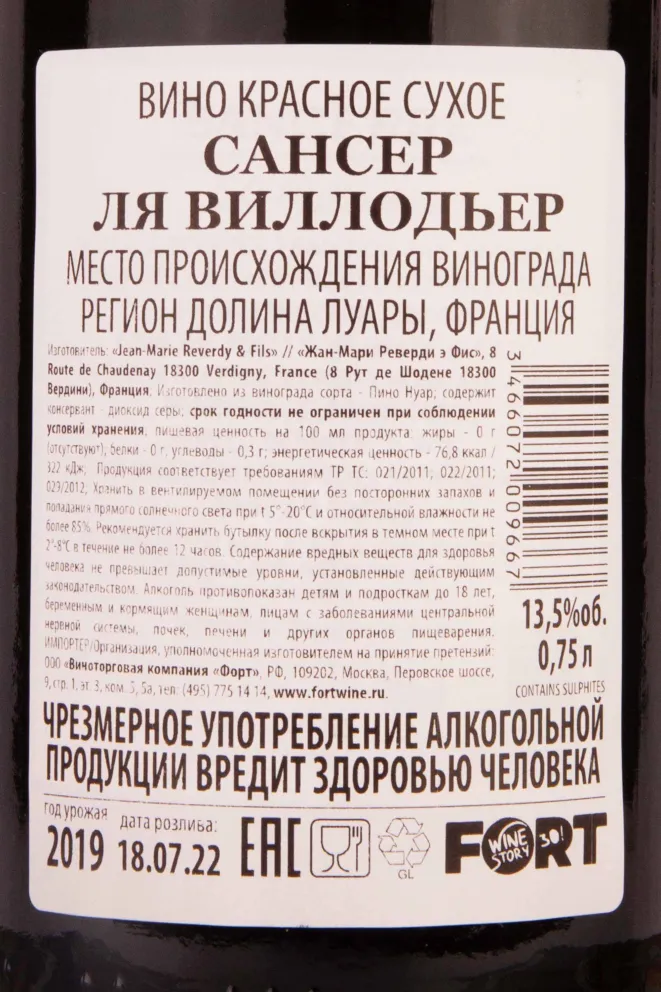 ВИНО КРАСНОЕ СУХОЕ
САНСЕР
ЛЯ ВИЛЛОДЬЕР
МЕСТО ПРОИСХОЖДЕНИЯ ВИНОГРАДА
РЕГИОН ДОЛИНА ЛУАРЫ, ФРАНЦИЯ
Изготовитель: «Jean-Marie Reverdy & Fils» // «Жан-Мари Реверди э Фис», 8
Route de Chaudenay 18300 Verdigny, France (8 Рут де Шодене 18300
Вердини), Франция; Изготовлено из винограда сорта - Пино Нуар; содержит
консервант - диоксид серы; срок годности не ограничен при соблюдении
условий хранения; пищевая ценность на 100 мл продукта: жиры - 0 г
(отсутствуют); белки - 0 г; углеводы - 0,3 г; энергетическая ценность - 76,8 ккал /
322 кДж; Продукция соответствует требованиям ТР ТС: 021/2011; 022/2011;
029/2012; Хранить в вентилируемом помещении без посторонних запахов и
попадания прямого солнечного света при t 5°-20°C и относительной влажности не
более 85%. Рекомендуется хранить бутылку после вскрытия в темном месте при t
2°-8°C в течение не более 12 часов. Содержание вредных веществ для здоровья
человека не превышает допустимые уровни, установленные действующим
законодательством. Алкоголь противопоказан детям и подросткам до 18 лет,
беременным и кормящим женщинам, лицам с заболеваниями центральной
нервной системы, почек, печени и других органов пищеварения.
ИМПОРТЕР/Организация, уполномоченная изготовителем на принятие претензий:
ООО «Виноторговая компания «Форт», РФ, 109202, Москва, Перовское шоссе,
9, стр. 1, эт. 3, ком. 5, 5а, тел: (495) 775 14 14, www.fortwine.ru.
3 466072 009667
13,5%об.
0,75 л
CONTAINS SULPHITES
ЧРЕЗМЕРНОЕ УПОТРЕБЛЕНИЕ АЛКОГОЛЬНОЙ
ПРОДУКЦИИ ВРЕДИТ ЗДОРОВЬЮ ЧЕЛОВЕКА
год урожая
2019
дата розлива:
18.07.22
EAC
GL
FORT
WINE
STORY
30!